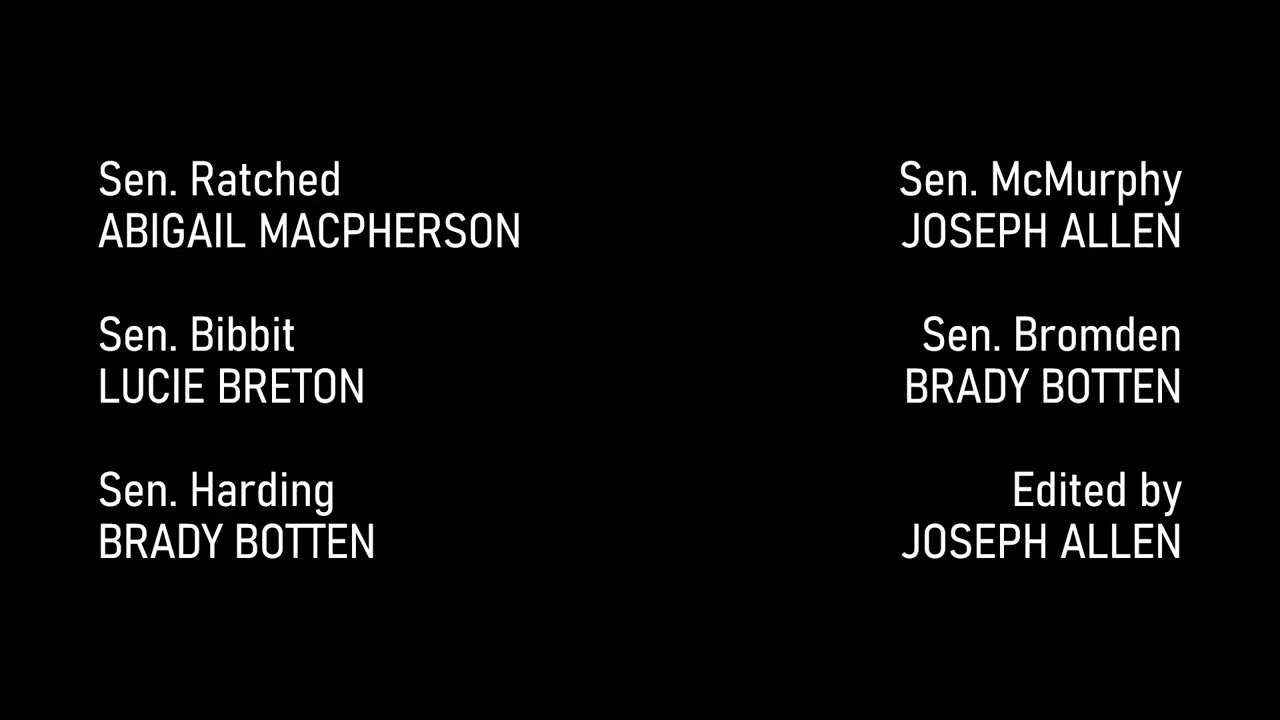 Sen. Ratched
ABIGAIL MACPHERSON
Sen. McMurphy
JOSEPH ALLEN
Sen. Bibbit
LUCIE BRETON
Sen. Bromden
BRADY BOTTEN
Sen. Harding
BRADY BOTTEN
Edited by
JOSEPH ALLEN